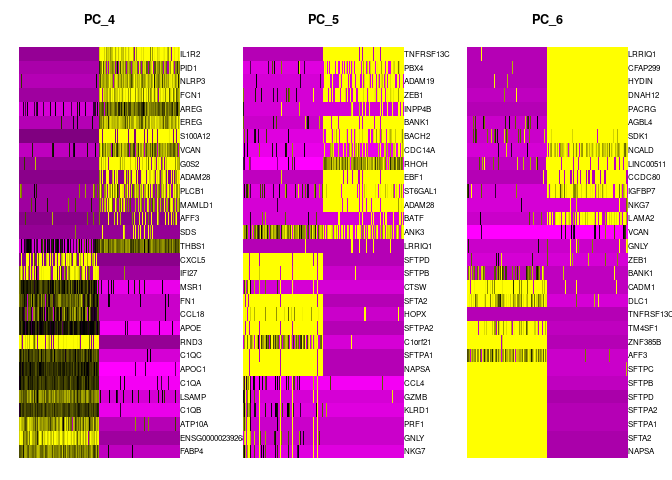 PC_4
IL1R2
PID1
NLRP3
FCN1
AREG
EREG
S100A12
VCAN
G0S2
ADAM28
PLCB1
MAMLD1
AFF3
SDS
THBS1
CXCL5
IFI27
MSR1
FN1
CCL18
APOE
RND3
C1QC
APOC1
C1QA
LSAMP
C1QB
ATP10A
ENSG0000023926
FABP4
PC_5
TNFRSF13C
PBX4
ADAM19
ZEB1
INPP4B
BANK1
BACH2
CDC14A
RHOH
EBF1
ST6GAL1
ADAM28
BATF
ANK3
LRRIQ1
SFTPD
SFTPB
CTSW
SFTA2
HOPX
SFTPA2
C1orf21
SFTPA1
NAPSA
CCL4
GZMB
KLRD1
PRF1
GNLY
NKG7
PC_6
LRRIQ1
CFAP299
HYDIN
DNAH12
PACRG
AGBL4
SDK1
NCALD
LINC00511
CCDC80
IGFBP7
NKG7
LAMA2
VCAN
GNLY
ZEB1
BANK1
CADM1
DLC1
TNFRSF13C
TM4SF1
ZNF385B
AFF3
SFTPC
SFTPB
SFTPD
SFTPA2
SFTPA1
SFTA2
NAPSA